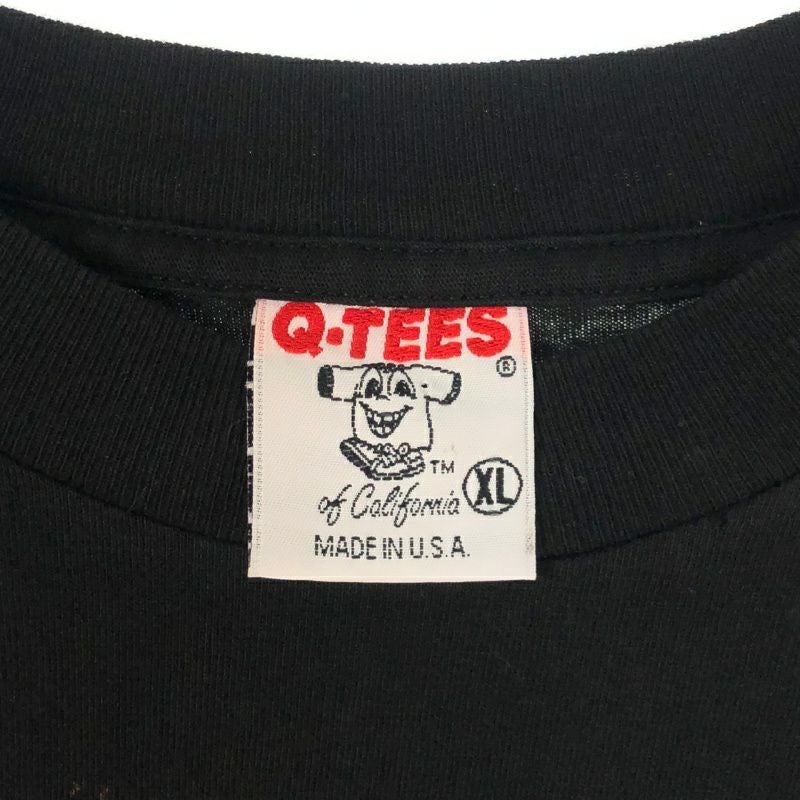 Q-TEES
®
TM
of California XL
MADE IN U.S.A.